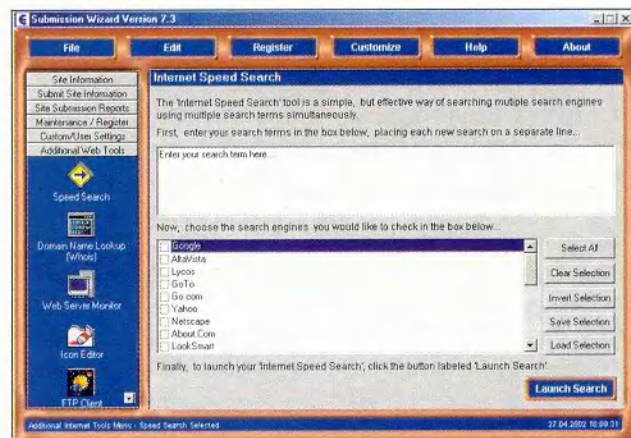 Submission Wizard Version 7.3
File Edit Register Customize Help About
Site Information
Submit Site Information
Site Submission Reports
Maintenance / Register
Custom/User Settings
Additional Web Tools
Speed Search
Domain Name Lookup
(Whois)
Web Server Monitor
Icon Editor
FTP Client
Internet Speed Search
The 'Internet Speed Search' tool is a simple, but effective way of searching mutiple search engines
using multiple search terms simultaneously.
First, enter your search terms in the box below, placing each new search on a separate line...
Enter your search term here...
Now, choose the search engines you would like to check in the box below...
Google
AltaVista
Lycos
GoTo
Go.com
Yahoo
Netscape
About.Com
LookSmart
Select All
Clear Selection
Invert Selection
Save Selection
Load Selection
Finally, to launch your 'Internet Speed Search', click the button labeled 'Launch Search'
Launch Search
Additional Internet Tools Menu - Speed Search Selected
27.04.2002